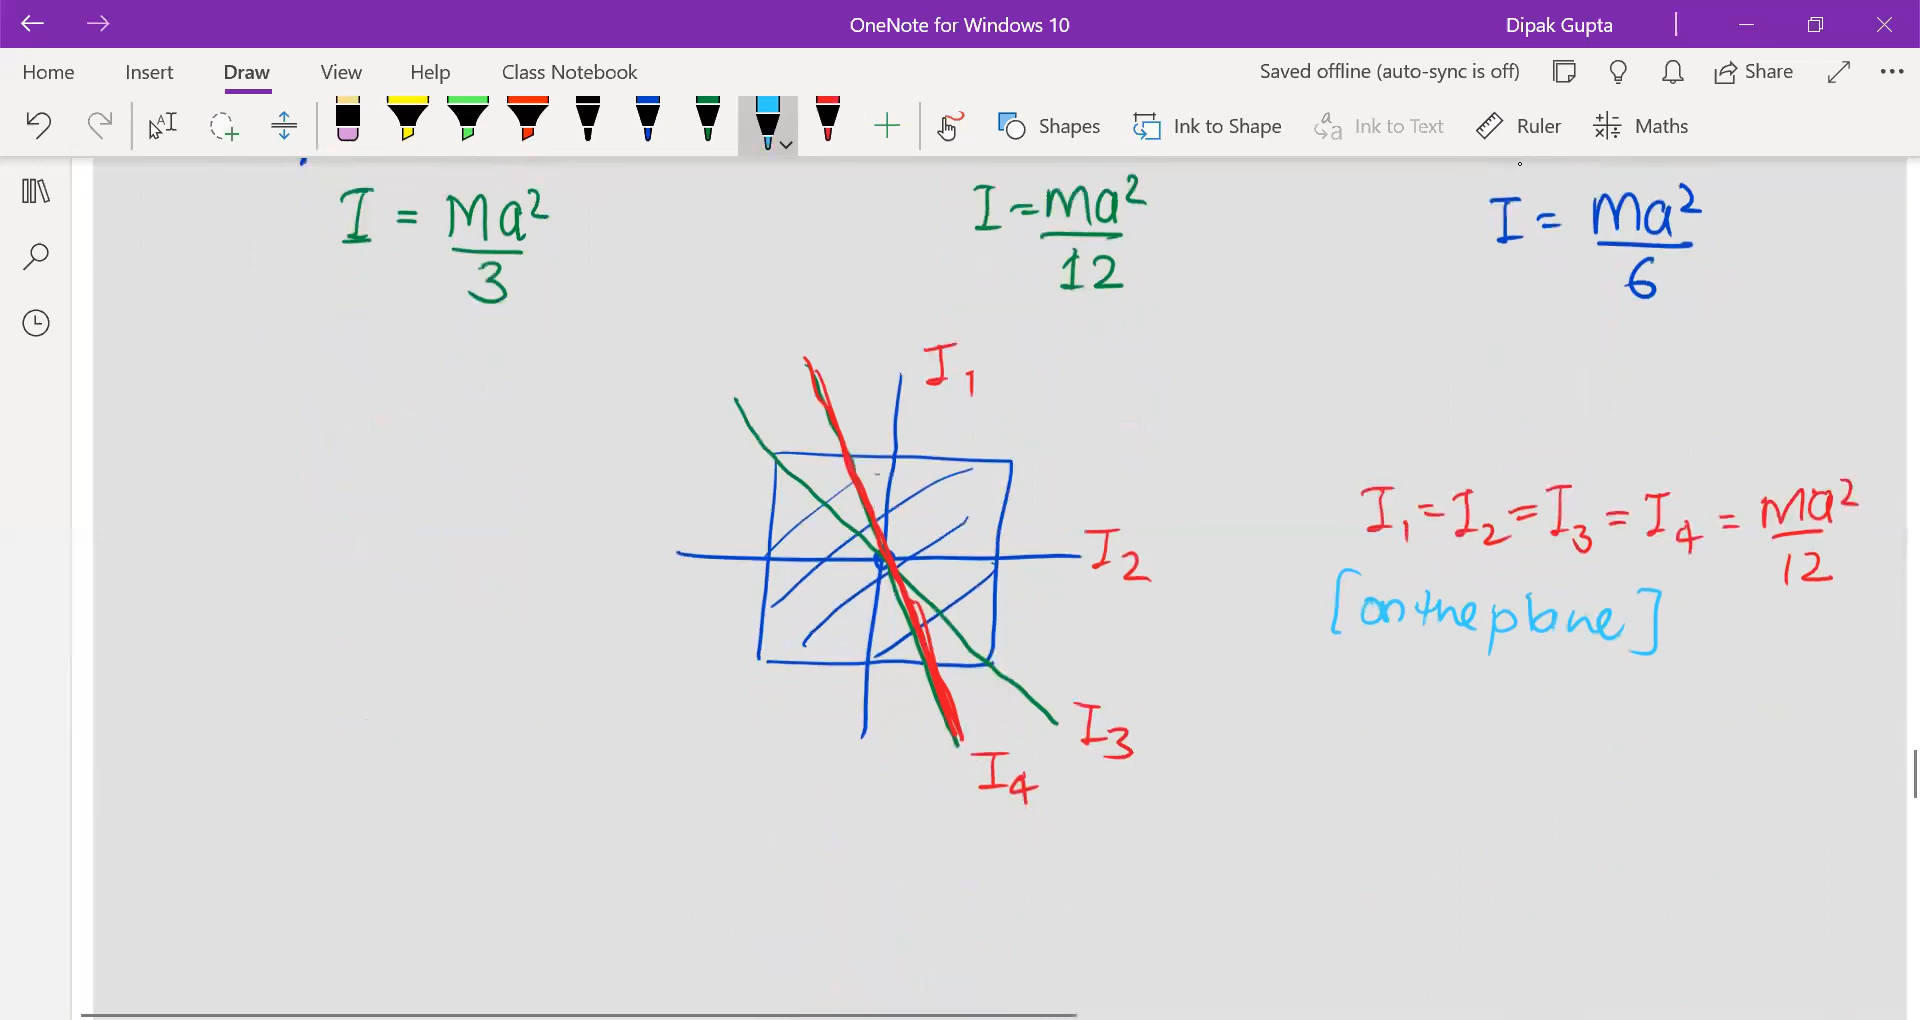 OneNote for Windows 10
Dipak Gupta
Home Insert Draw View Help Class Notebook
Saved offline (auto-sync is off)
Share
Shapes
Ink to Shape
Ink to Text
Ruler
Maths
I = Ma²/3
I = ma²/12
I = ma²/6
I₁
I₂
I₁ = I₂ = I₃ = I₄ = ma²/12
[on the plane]
I₃
I₄